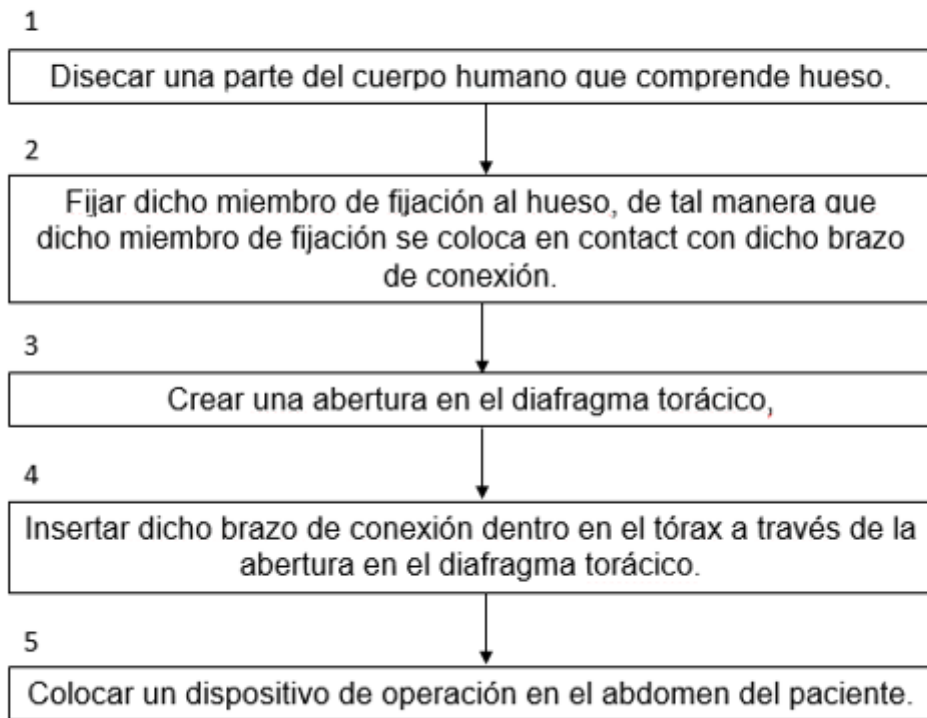 1
Disecar una parte del cuerpo humano que comprende hueso.
2
Fijar dicho miembro de fijación al hueso, de tal manera que
dicho miembro de fijación se coloca en contact con dicho brazo
de conexión.
3
Crear una abertura en el diafragma torácico,
4
Insertar dicho brazo de conexión dentro en el tórax a través de la
abertura en el diafragma torácico.
5
Colocar un dispositivo de operación en el abdomen del paciente.